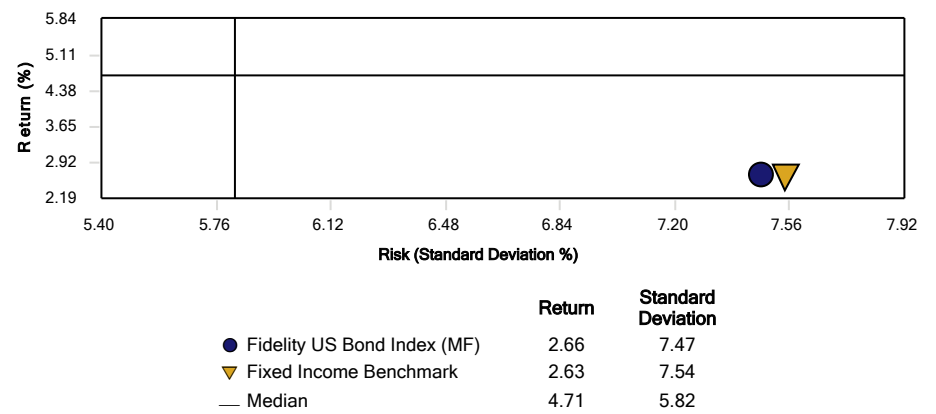 5.84
5.11
4.38
3.65
2.92
2.19
Return (%)
5.40 5.76 6.12 6.48 6.84 7.20 7.56 7.92
Risk (Standard Deviation %)
Return Standard Deviation
Fidelity US Bond Index (MF) 2.66 7.47
Fixed Income Benchmark 2.63 7.54
Median 4.71 5.82